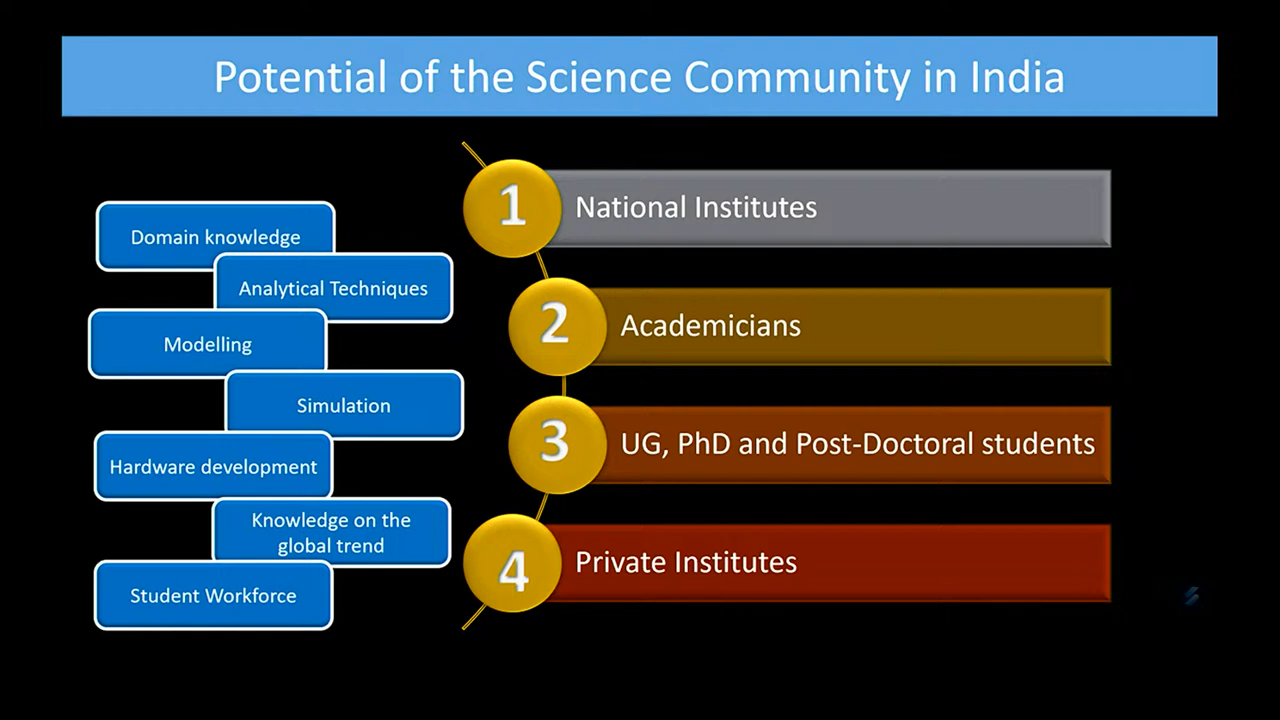 Potential of the Science Community in India
Domain knowledge
Analytical Techniques
Modelling
Simulation
Hardware development
Knowledge on the
global trend
Student Workforce
1
National Institutes
2
Academicians
3
UG, PhD and Post-Doctoral students
4
Private Institutes